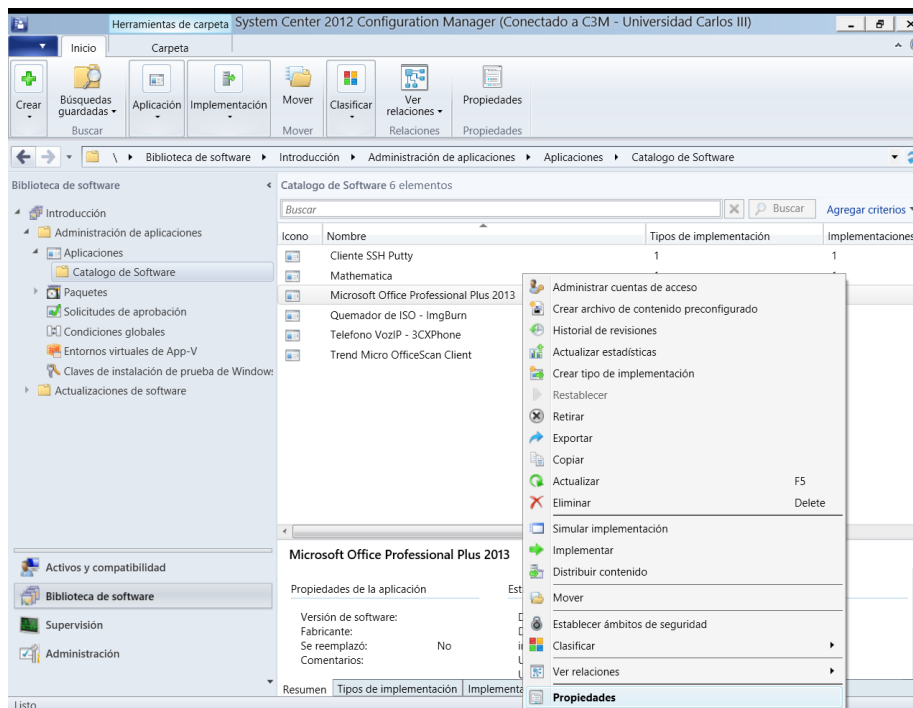 Herramientas de carpeta System Center 2012 Configuration Manager (Conectado a C3M - Universidad Carlos III)
Inicio Carpeta
Crear
Búsquedas guardadas
Aplicación
Implementación
Mover
Clasificar
Ver relaciones
Propiedades
Buscar
Mover
Relaciones
Propiedades
\ Biblioteca de software Introducción Administración de aplicaciones Aplicaciones Catalogo de Software
Biblioteca de software
Introducción
Administración de aplicaciones
Aplicaciones
Catalogo de Software
Paquetes
Solicitudes de aprobación
Condiciones globales
Entornos virtuales de App-V
Claves de instalación de prueba de Window
Actualizaciones de software
Activos y compatibilidad
Biblioteca de software
Supervisión
Administración
Catalogo de Software 6 elementos
Buscar
Buscar
Agregar criterios
Icono Nombre Tipos de implementación Implementaciones
Cliente SSH Putty 1 1
Mathematica
Microsoft Office Professional Plus 2013
Quemador de ISO - ImgBurn
Telefono VozIP - 3CXPhone
Trend Micro OfficeScan Client
Administrar cuentas de acceso
Crear archivo de contenido preconfigurado
Historial de revisiones
Actualizar estadísticas
Crear tipo de implementación
Restablecer
Retirar
Exportar
Copiar
Actualizar F5
Eliminar Delete
Simular implementación
Implementar
Distribuir contenido
Mover
Establecer ámbitos de seguridad
Clasificar
Ver relaciones
Propiedades
Microsoft Office Professional Plus 2013
Propiedades de la aplicación Est
Versión de software:
Fabricante:
Se reemplazó: No
Comentarios:
Resumen Tipos de implementación Implementa
Listo